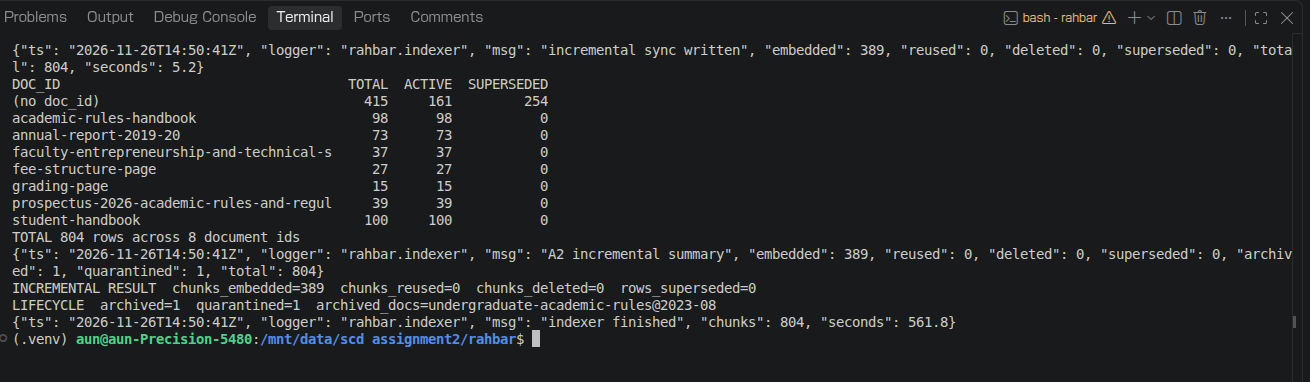 Problems Output Debug Console Terminal Ports Comments bash - rahbar
{"ts": "2026-11-26T14:50:41Z", "logger": "rahbar.indexer", "msg": "incremental sync written", "embedded": 389, "reused": 0, "deleted": 0, "superseded": 0, "tota
l": 804, "seconds": 5.2}
DOC_ID TOTAL ACTIVE SUPERSEDED
(no doc_id) 415 161 254
academic-rules-handbook 98 98 0
annual-report-2019-20 73 73 0
faculty-entrepreneurship-and-technical-s 37 37 0
fee-structure-page 27 27 0
grading-page 15 15 0
prospectus-2026-academic-rules-and-regul 39 39 0
student-handbook 100 100 0
TOTAL 804 rows across 8 document ids
{"ts": "2026-11-26T14:50:41Z", "logger": "rahbar.indexer", "msg": "A2 incremental summary", "embedded": 389, "reused": 0, "deleted": 0, "superseded": 0, "archiv
ed": 1, "quarantined": 1, "total": 804}
INCREMENTAL RESULT chunks_embedded=389 chunks_reused=0 chunks_deleted=0 rows_superseded=0
LIFECYCLE archived=1 quarantined=1 archived_docs=undergraduate-academic-rules@2023-08
{"ts": "2026-11-26T14:50:41Z", "logger": "rahbar.indexer", "msg": "indexer finished", "chunks": 804, "seconds": 561.8}
(.venv) aun@aun-Precision-5480:/mnt/data/scd assignment2/rahbar$